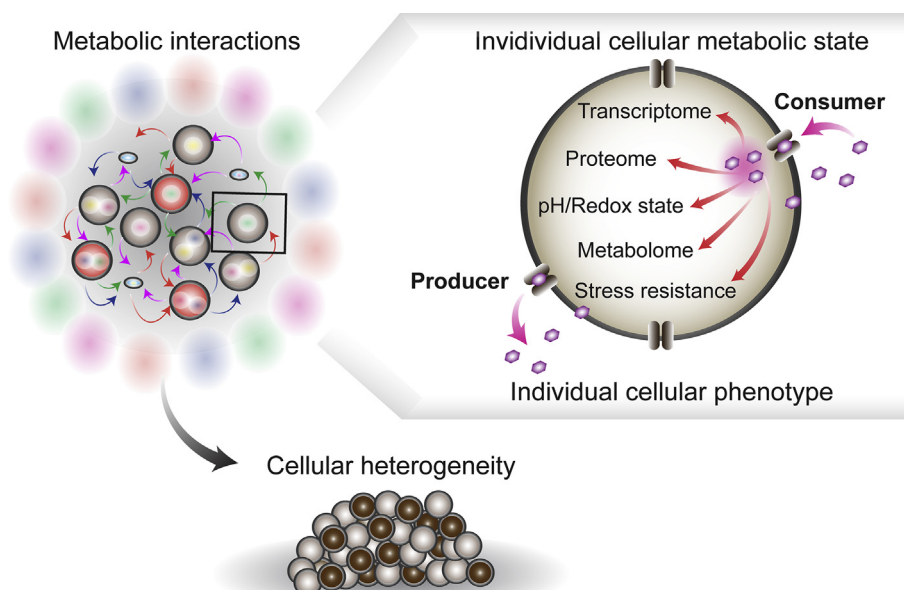 Metabolic interactions
Invidividual cellular metabolic state
Transcriptome
Consumer
Proteome
pH/Redox state
Metabolome
Producer
Stress resistance
Individual cellular phenotype
Cellular heterogeneity